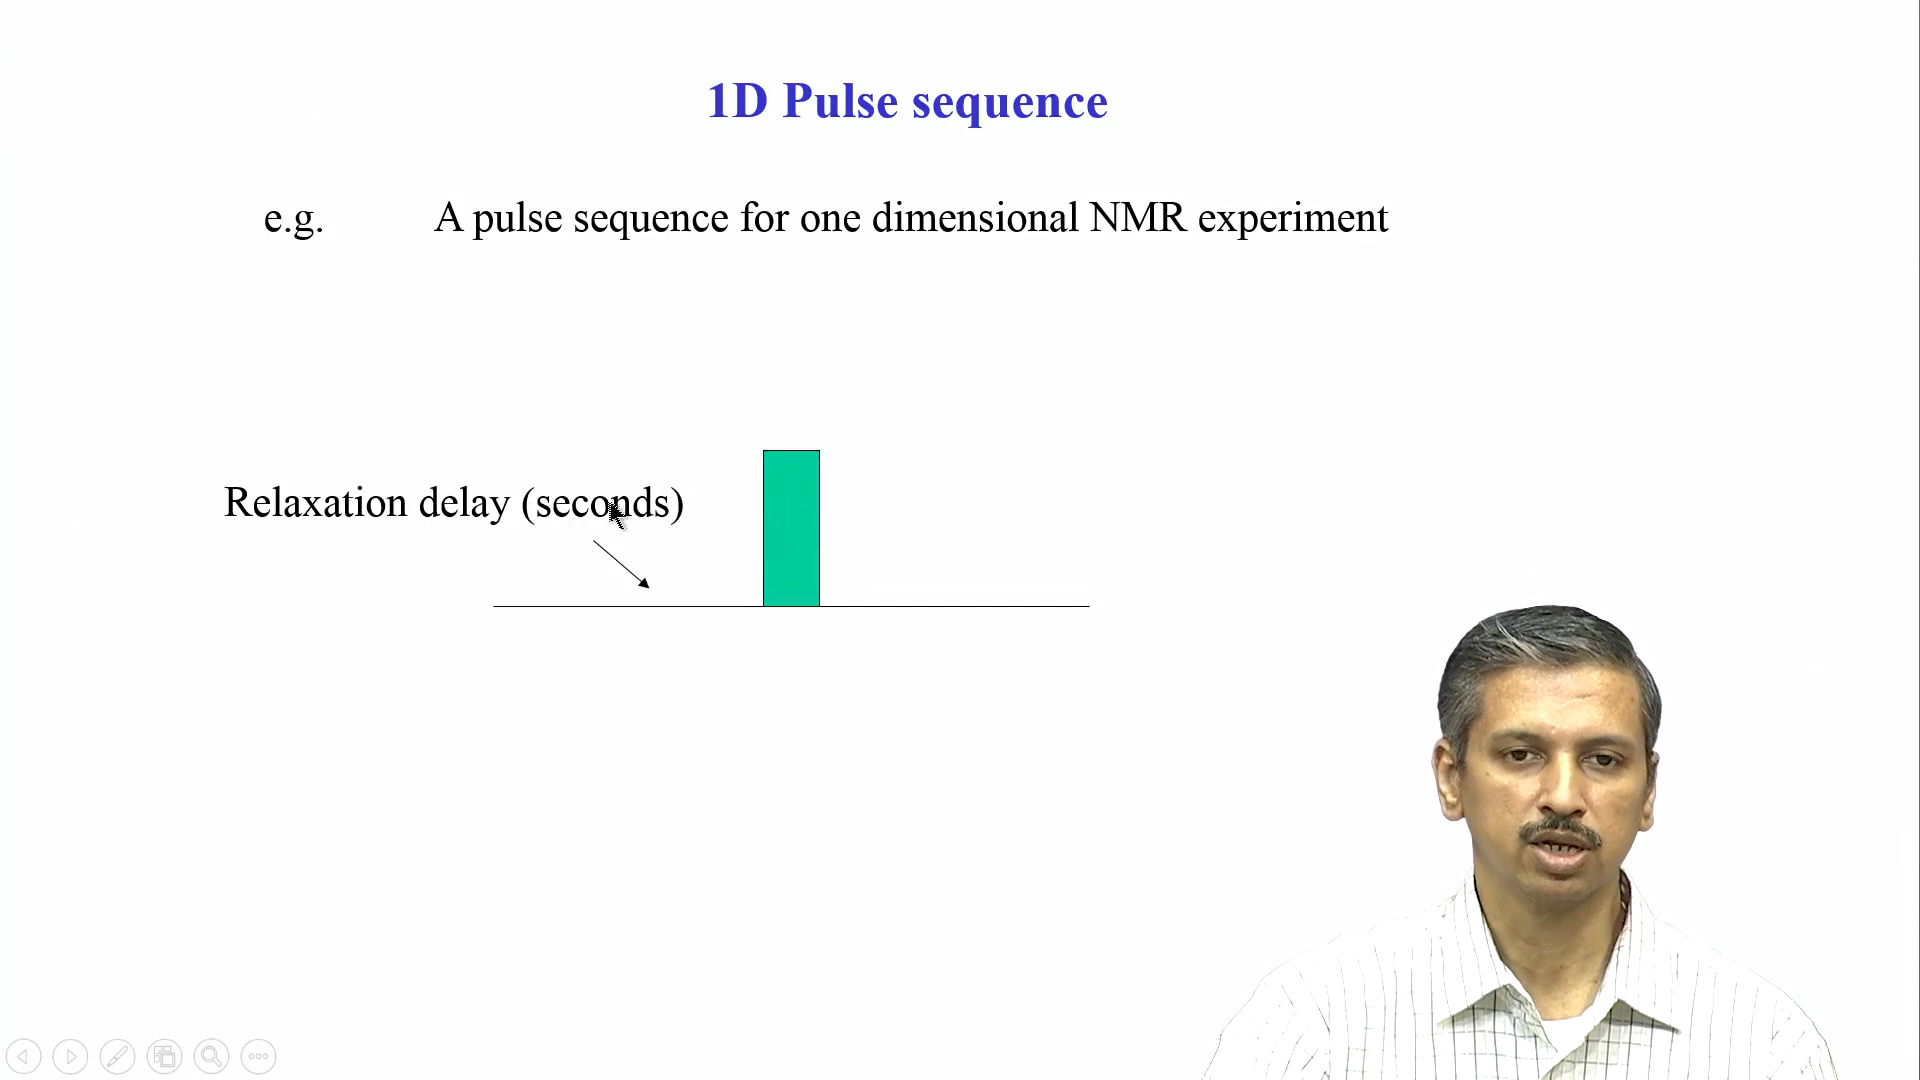 1D Pulse sequence
e.g. A pulse sequence for one dimensional NMR experiment
Relaxation delay (seconds)